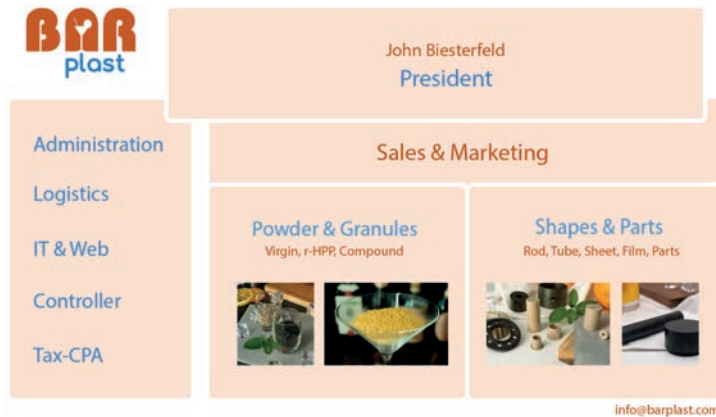 BAR
plast
John Biesterfeld
President
Administration
Logistics
IT & Web
Controller
Tax-CPA
Sales & Marketing
Powder & Granules
Virgin, r-HPP, Compound
Shapes & Parts
Rod, Tube, Sheet, Film, Parts
info@barplast.com